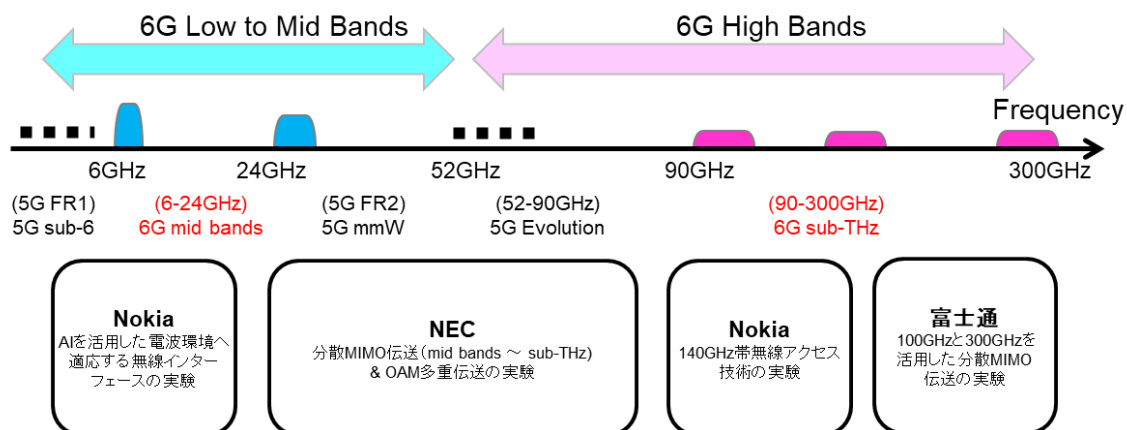 6G Low to Mid Bands
6G High Bands
Frequency
6GHz
24GHz
52GHz
90GHz
300GHz
(5G FR1)
5G sub-6
(6-24GHz)
6G mid bands
(5G FR2)
5G mmW
(52-90GHz)
5G Evolution
(90-300GHz)
6G sub-THz
Nokia
AIを活用した電波環境へ
適応する無線インター
フェースの実験
NEC
分散MIMO伝送(mid bands ~ sub-THz)
& OAM多重伝送の実験
Nokia
140GHz帯無線アクセス
技術の実験
富士通
100GHzと300GHzを
活用した分散MIMO
伝送の実験